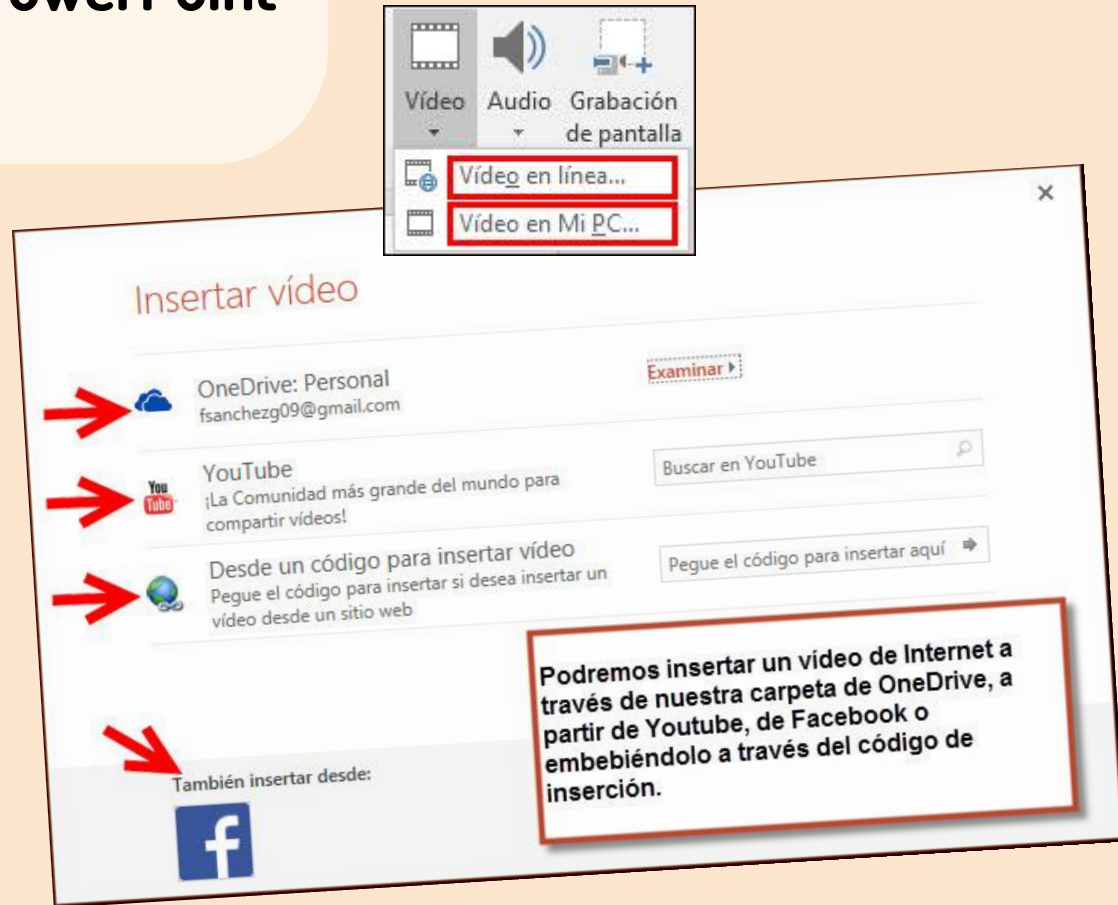 PowerPoint
Vídeo
Audio
Grabación
de pantalla
Vídeo en línea...
Vídeo en Mi PC...
Insertar vídeo
OneDrive: Personal
fsanchezg09@gmail.com
Examinar
You
Tube
YouTube
¡La Comunidad más grande del mundo para
compartir vídeos!
Buscar en YouTube
Desde un código para insertar vídeo
Pegue el código para insertar si desea insertar un
vídeo desde un sitio web
Pegue el código para insertar aquí
Podremos insertar un vídeo de Internet a
través de nuestra carpeta de OneDrive, a
partir de Youtube, de Facebook o
embebiéndolo a través del código de
inserción.
También insertar desde:
f